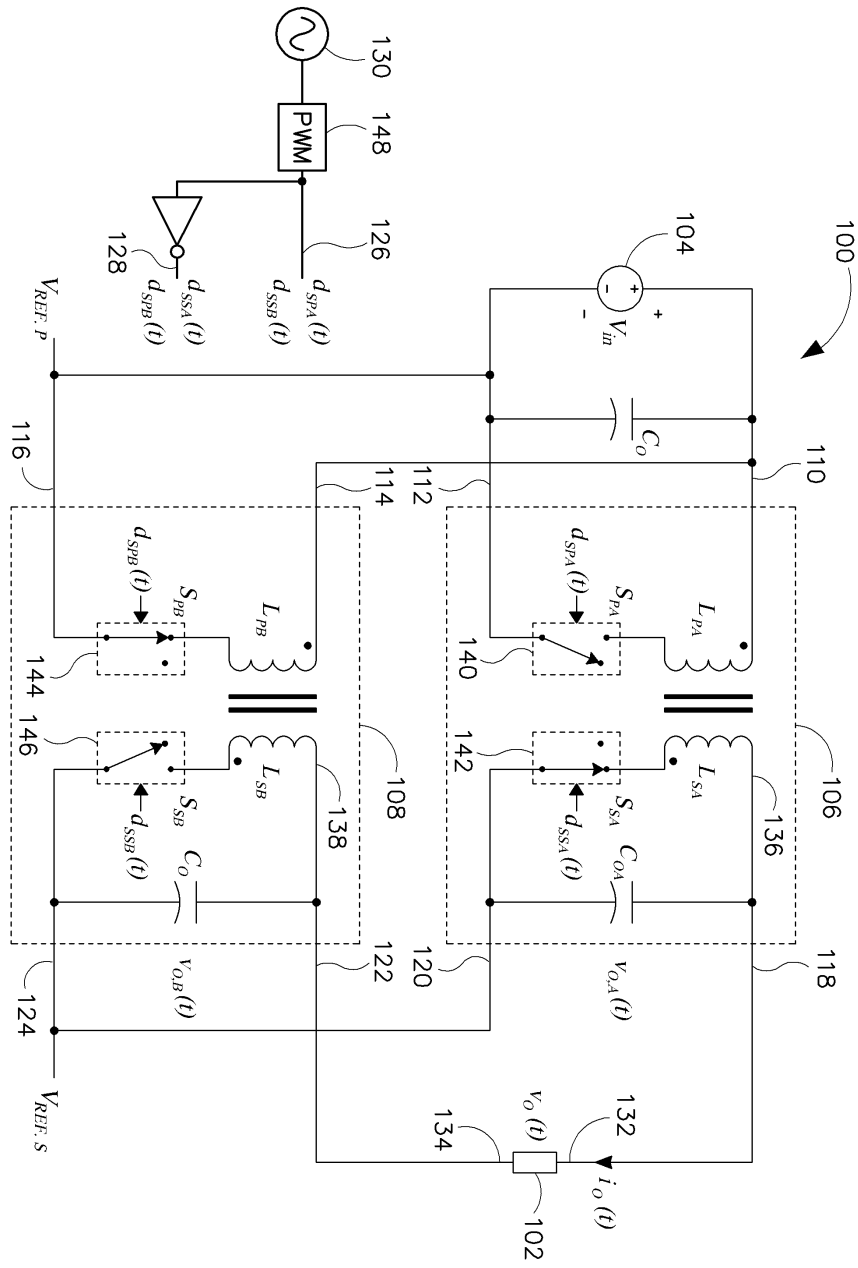 100
104
V_in
+
-
+
-
C_O
110
112
114
116
V_REF, P
130
148
PWM
126
128
d_SPA(t)
d_SSB(t)
d_SSA(t)
d_SPB(t)
106
L_PA
L_SA
136
S_PA
d_SPA(t)
140
S_SA
d_SSA(t)
142
C_OA
v_O,A(t)
118
120
108
L_PB
L_SB
138
S_PB
d_SPB(t)
144
S_SB
d_SSB(t)
146
C_O
v_O,B(t)
122
124
V_REF, S
132
i_O(t)
v_O(t)
102
134